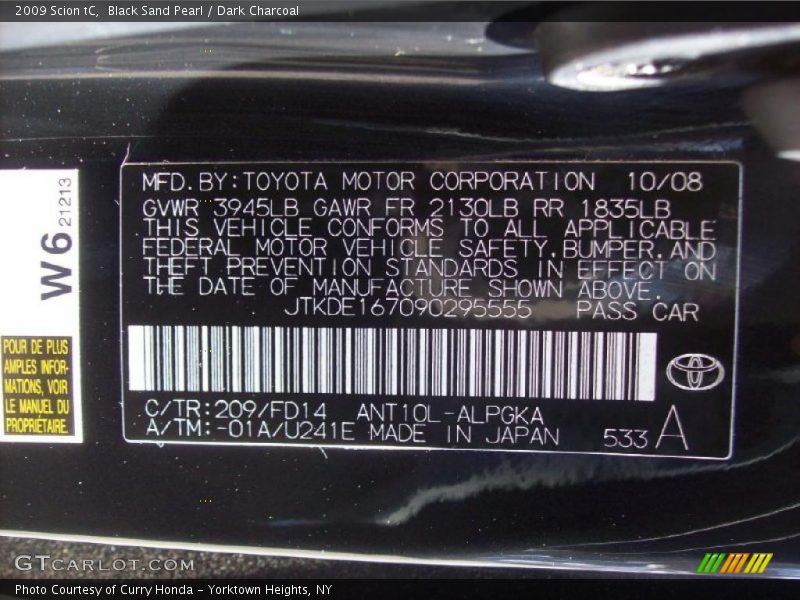 2009 Scion tC,  Black Sand Pearl / Dark Charcoal
MFD.BY:TOYOTA MOTOR CORPORATION 10/08
GVWR 3945LB GAWR FR 2130LB RR 1835LB
THIS VEHICLE CONFORMS TO ALL APPLICABLE
FEDERAL MOTOR VEHICLE SAFETY,BUMPER,AND
THEFT PREVENTION STANDARDS IN EFFECT ON
THE DATE OF MANUFACTURE SHOWN ABOVE.
JTKDE167090295555 PASS CAR
C/TR:209/FD14 ANT10L-ALPGKA
A/TM:-01A/U241E MADE IN JAPAN 533 A
W6 21213
POUR DE PLUS
AMPLES INFOR-
MATIONS, VOIR
LE MANUEL DU
PROPRIÉTAIRE.
GTCARLOT.COM
Photo Courtesy of Curry Honda - Yorktown Heights, NY